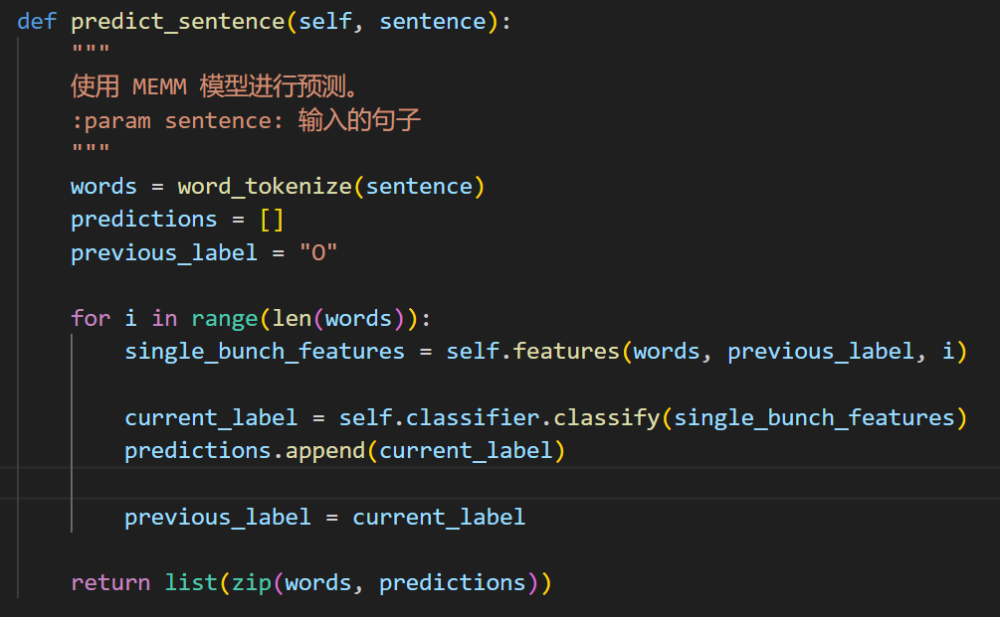 def predict_sentence(self, sentence):
    """
    使用 MEMM 模型进行预测。
    :param sentence: 输入的句子
    """
    words = word_tokenize(sentence)
    predictions = []
    previous_label = "O"

    for i in range(len(words)):
        single_bunch_features = self.features(words, previous_label, i)

        current_label = self.classifier.classify(single_bunch_features)
        predictions.append(current_label)

        previous_label = current_label

    return list(zip(words, predictions))